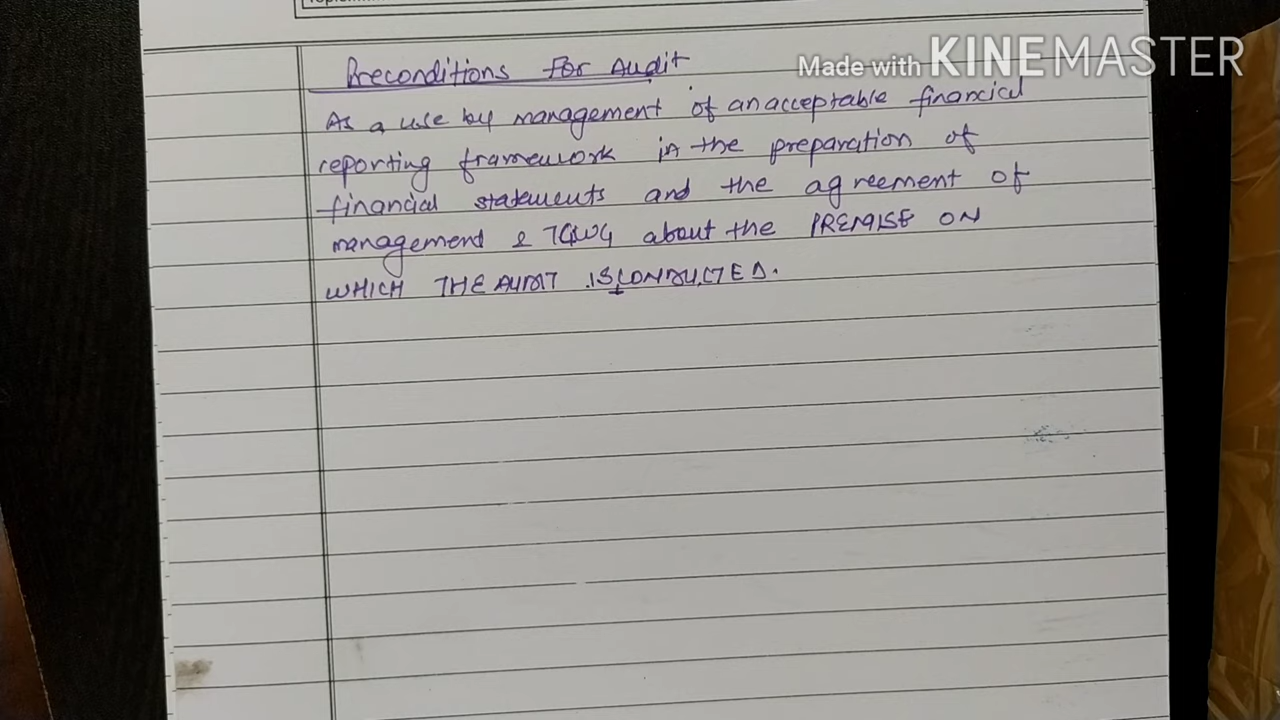 Made with KINEMASTER
Preconditions For Audit
As a use by management of an acceptable financial
reporting framework in the preparation of
financial statements and the agreement of
management & TCWG about the PREMISE ON
WHICH THE AUDIT IS CONDUCTED.